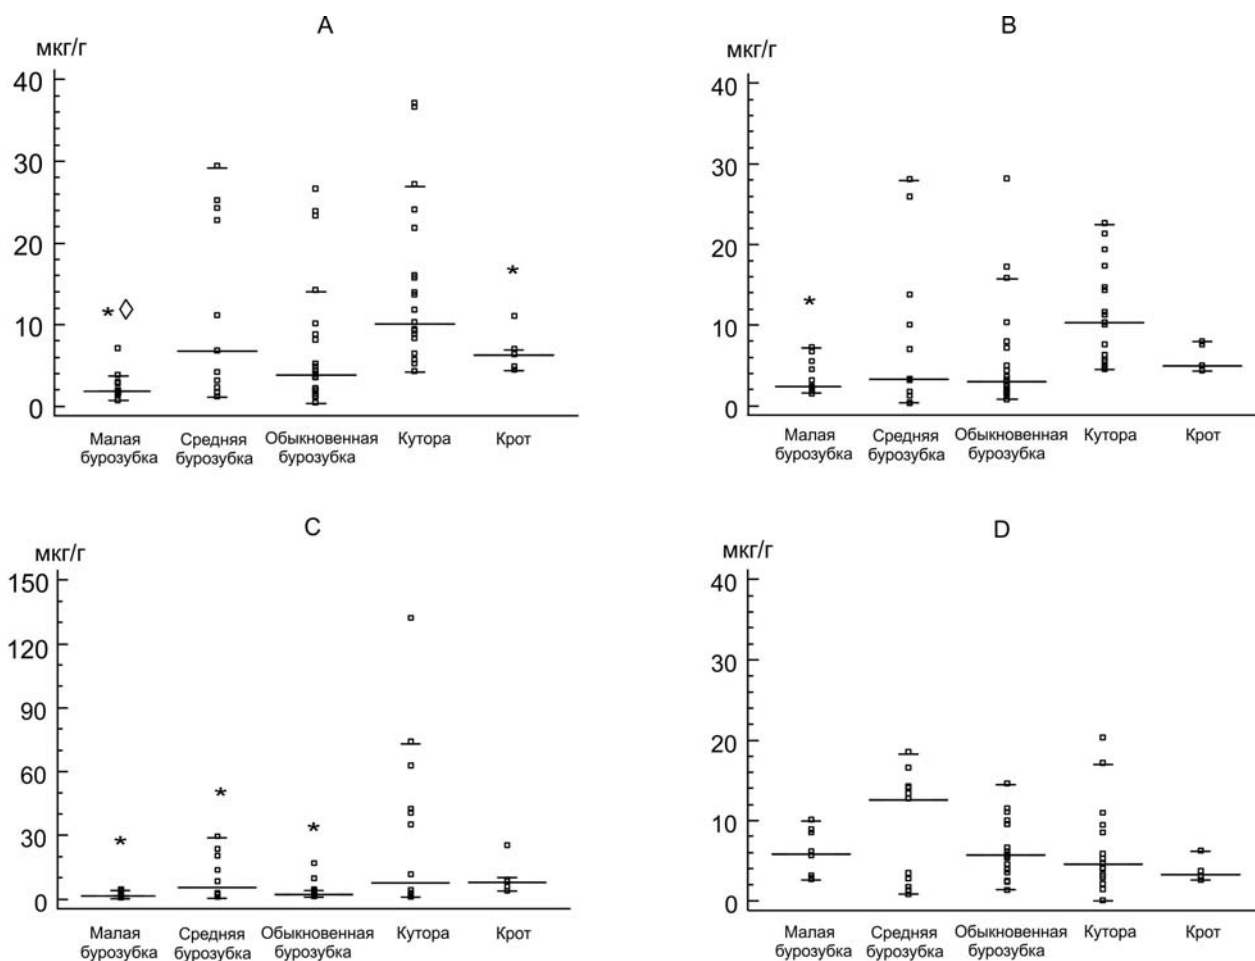 A
мкг/г
40
30
20
10
0
* ◊
*
Малая
бурозубка
Средняя
бурозубка
Обыкновенная
бурозубка
Кутора
Крот
B
мкг/г
40
30
20
10
0
*
Малая
бурозубка
Средняя
бурозубка
Обыкновенная
бурозубка
Кутора
Крот
C
мкг/г
150
120
90
60
30
0
*
*
*
Малая
бурозубка
Средняя
бурозубка
Обыкновенная
бурозубка
Кутора
Крот
D
мкг/г
40
30
20
10
0
Малая
бурозубка
Средняя
бурозубка
Обыкновенная
бурозубка
Кутора
Крот